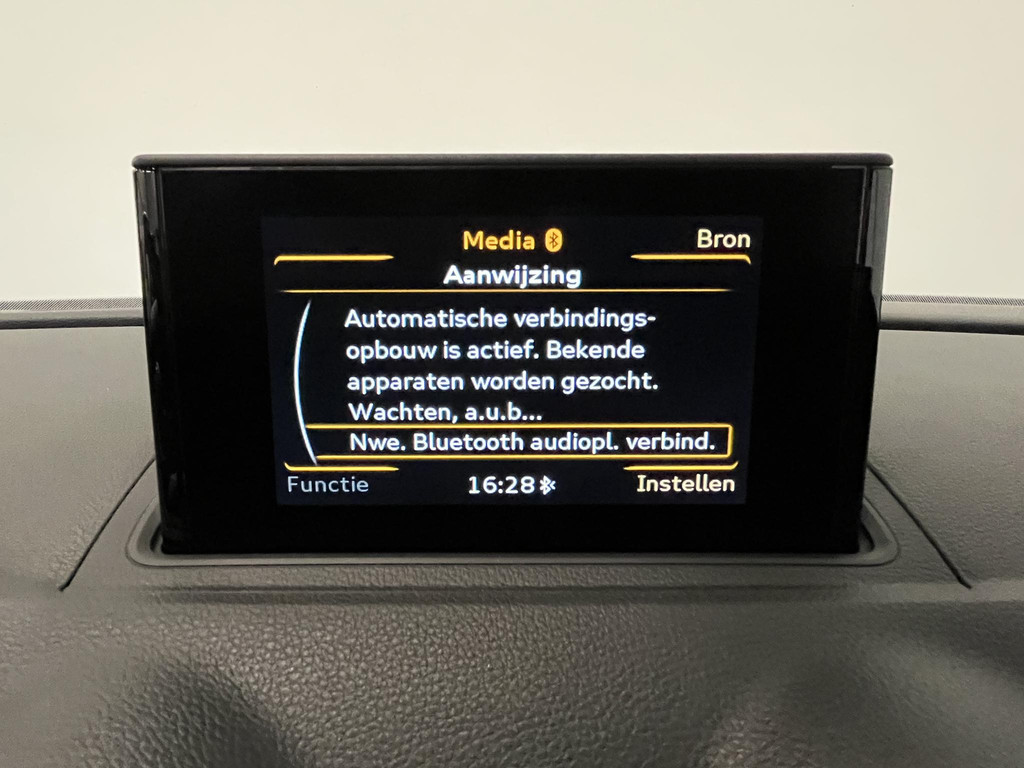 Media
Bron
Aanwijzing
Automatische verbindings-
opbouw is actief. Bekende
apparaten worden gezocht.
Wachten, a.u.b...
Nwe. Bluetooth audiopl. verbind.
Functie
16:28
Instellen